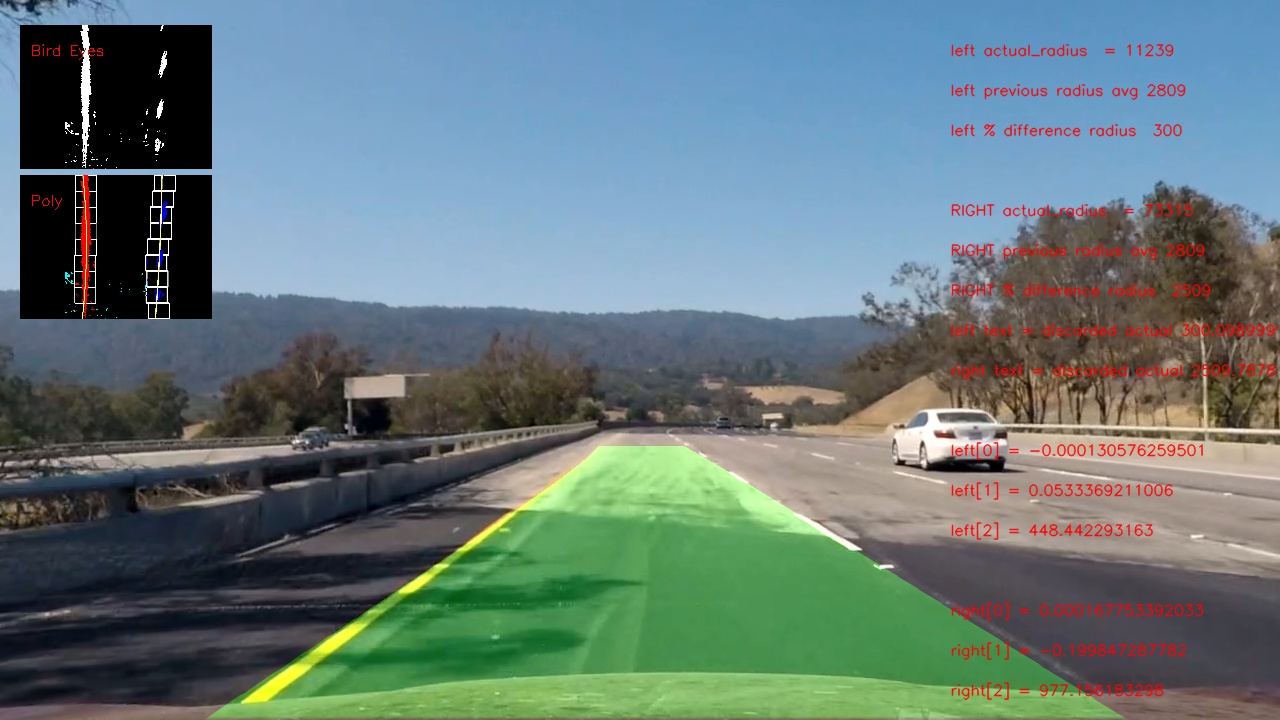 Bird Eyes
Poly
left actual_radius = 11239
left previous radius avg 2809
left % difference radius 300
RIGHT actual_radius = 73315
RIGHT previous radius avg 2809
RIGHT % difference radius 2509
left text = discarded actual 300.098999
right text = discarded actual 2509.7878
left[0] = -0.000130576259501
left[1] = 0.0533369211006
left[2] = 448.442293163
right[0] = 0.000167753392033
right[1] = -0.199847287782
right[2] =